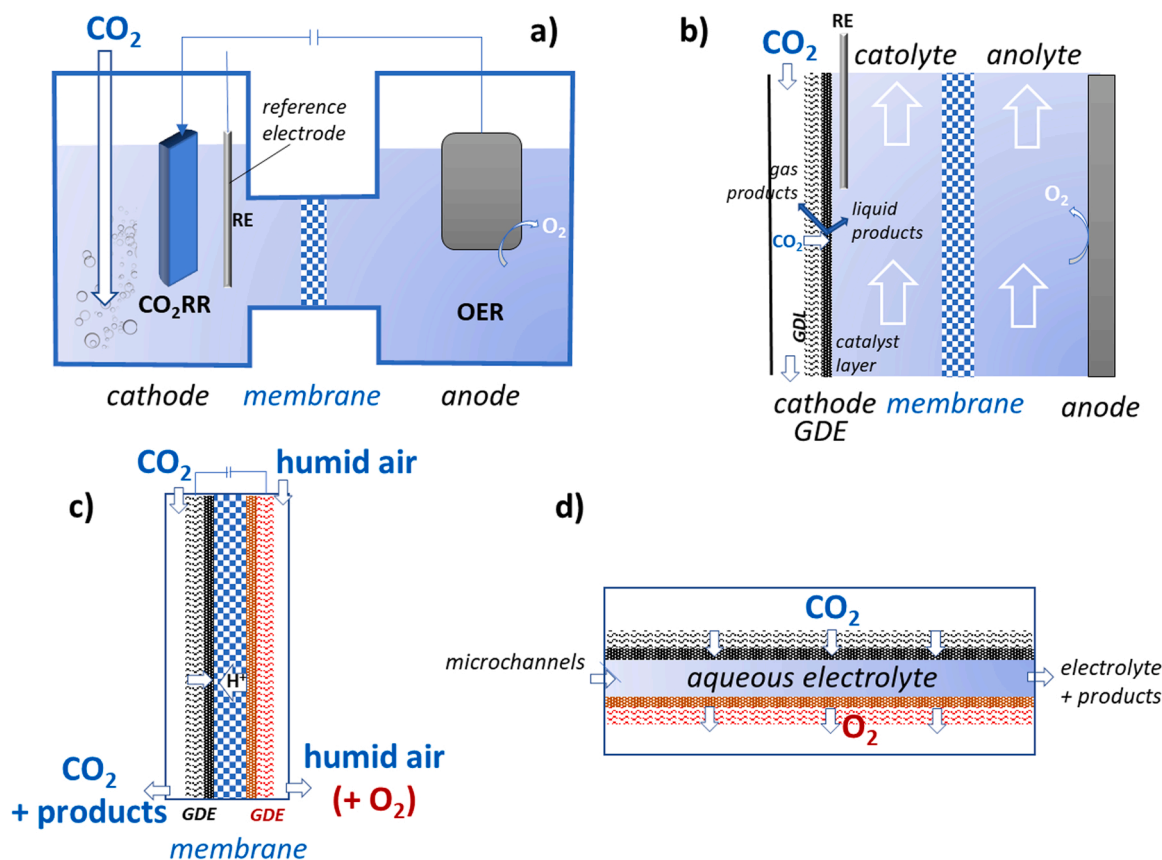 a)
CO2
reference
electrode
RE
O2
CO2RR
OER
cathode
membrane
anode
b)
RE
CO2
catolyte
anolyte
gas
products
liquid
products
O2
CO2
GDL
catalyst
layer
cathode
GDE
membrane
anode
c)
CO2
humid air
H+
CO2
+ products
humid air
(+ O2)
GDE
GDE
membrane
d)
CO2
microchannels
aqueous electrolyte
electrolyte
+ products
O2